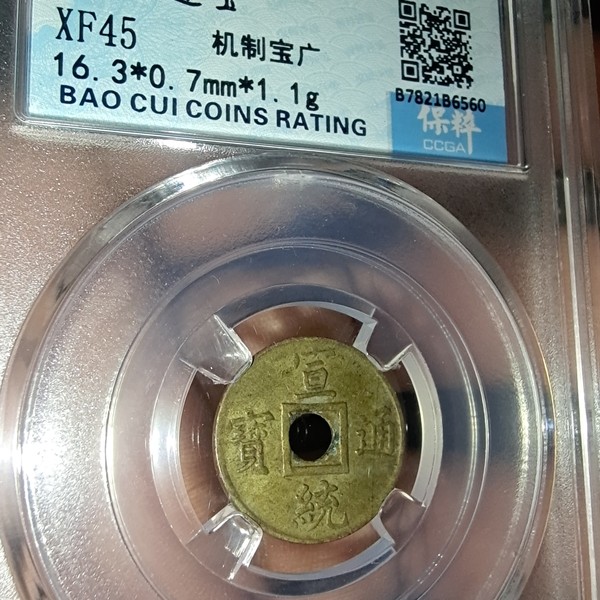 XF45 机制宝广
16.3*0.7mm*1.1g
BAO CUI COINS RATING
B7821B6560
保粹
CCGA
宣
寶 通
統